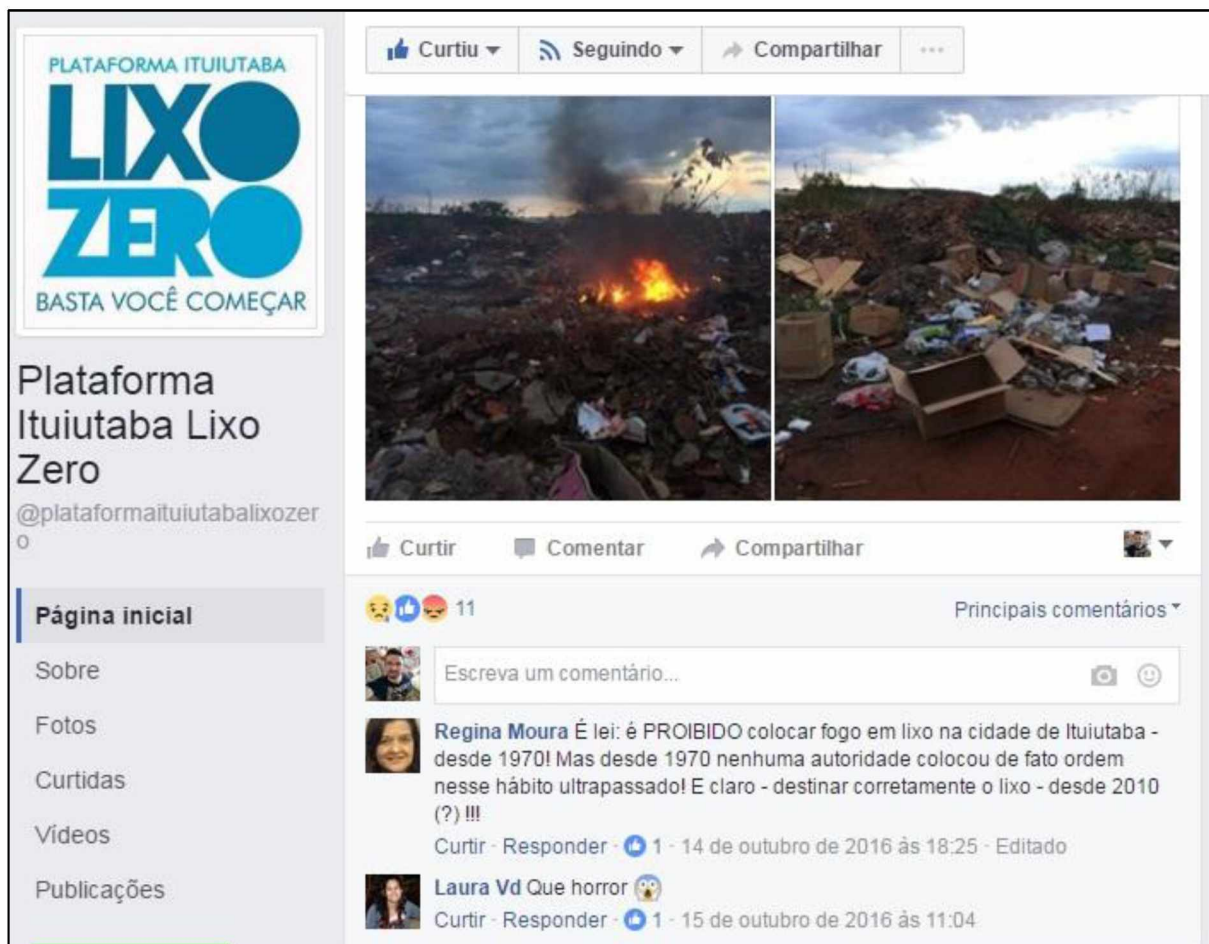 PLATAFORMA ITUIUTABA
LIXO
ZERO
BASTA VOCÊ COMEÇAR
Plataforma
Ituiutaba Lixo
Zero
@plataformaituiutabalixozer
o
Página inicial
Sobre
Fotos
Curtidas
Vídeos
Publicações
Curtiu Seguindo Compartilhar
Curtir Comentar Compartilhar
11 Principais comentários
Escreva um comentário...
Regina Moura É lei: é PROIBIDO colocar fogo em lixo na cidade de Ituiutaba -
desde 1970! Mas desde 1970 nenhuma autoridade colocou de fato ordem
nesse hábito ultrapassado! E claro - destinar corretamente o lixo - desde 2010
(?) !!!
Curtir · Responder · 1 · 14 de outubro de 2016 às 18:25 · Editado
Laura Vd Que horror 😱
Curtir · Responder · 1 · 15 de outubro de 2016 às 11:04